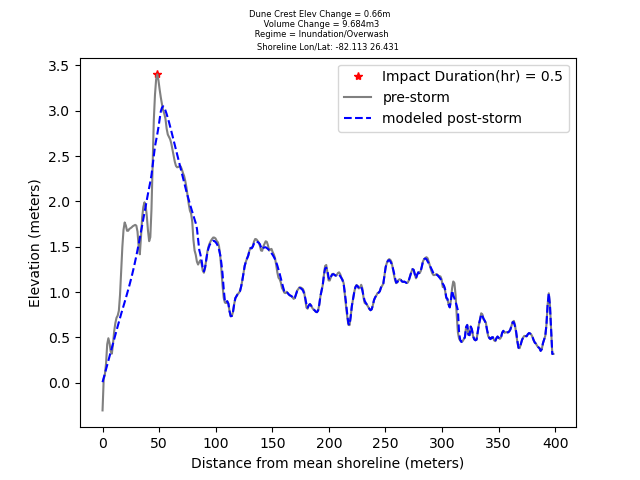 Dune Crest Elev Change = 0.66m
Volume Change = 9.684m3
Regime = Inundation/Overwash
Shoreline Lon/Lat: -82.113 26.431
Impact Duration(hr) = 0.5
pre-storm
modeled post-storm
3.5
3.0
2.5
2.0
1.5
1.0
0.5
0.0
Elevation (meters)
0 50 100 150 200 250 300 350 400
Distance from mean shoreline (meters)